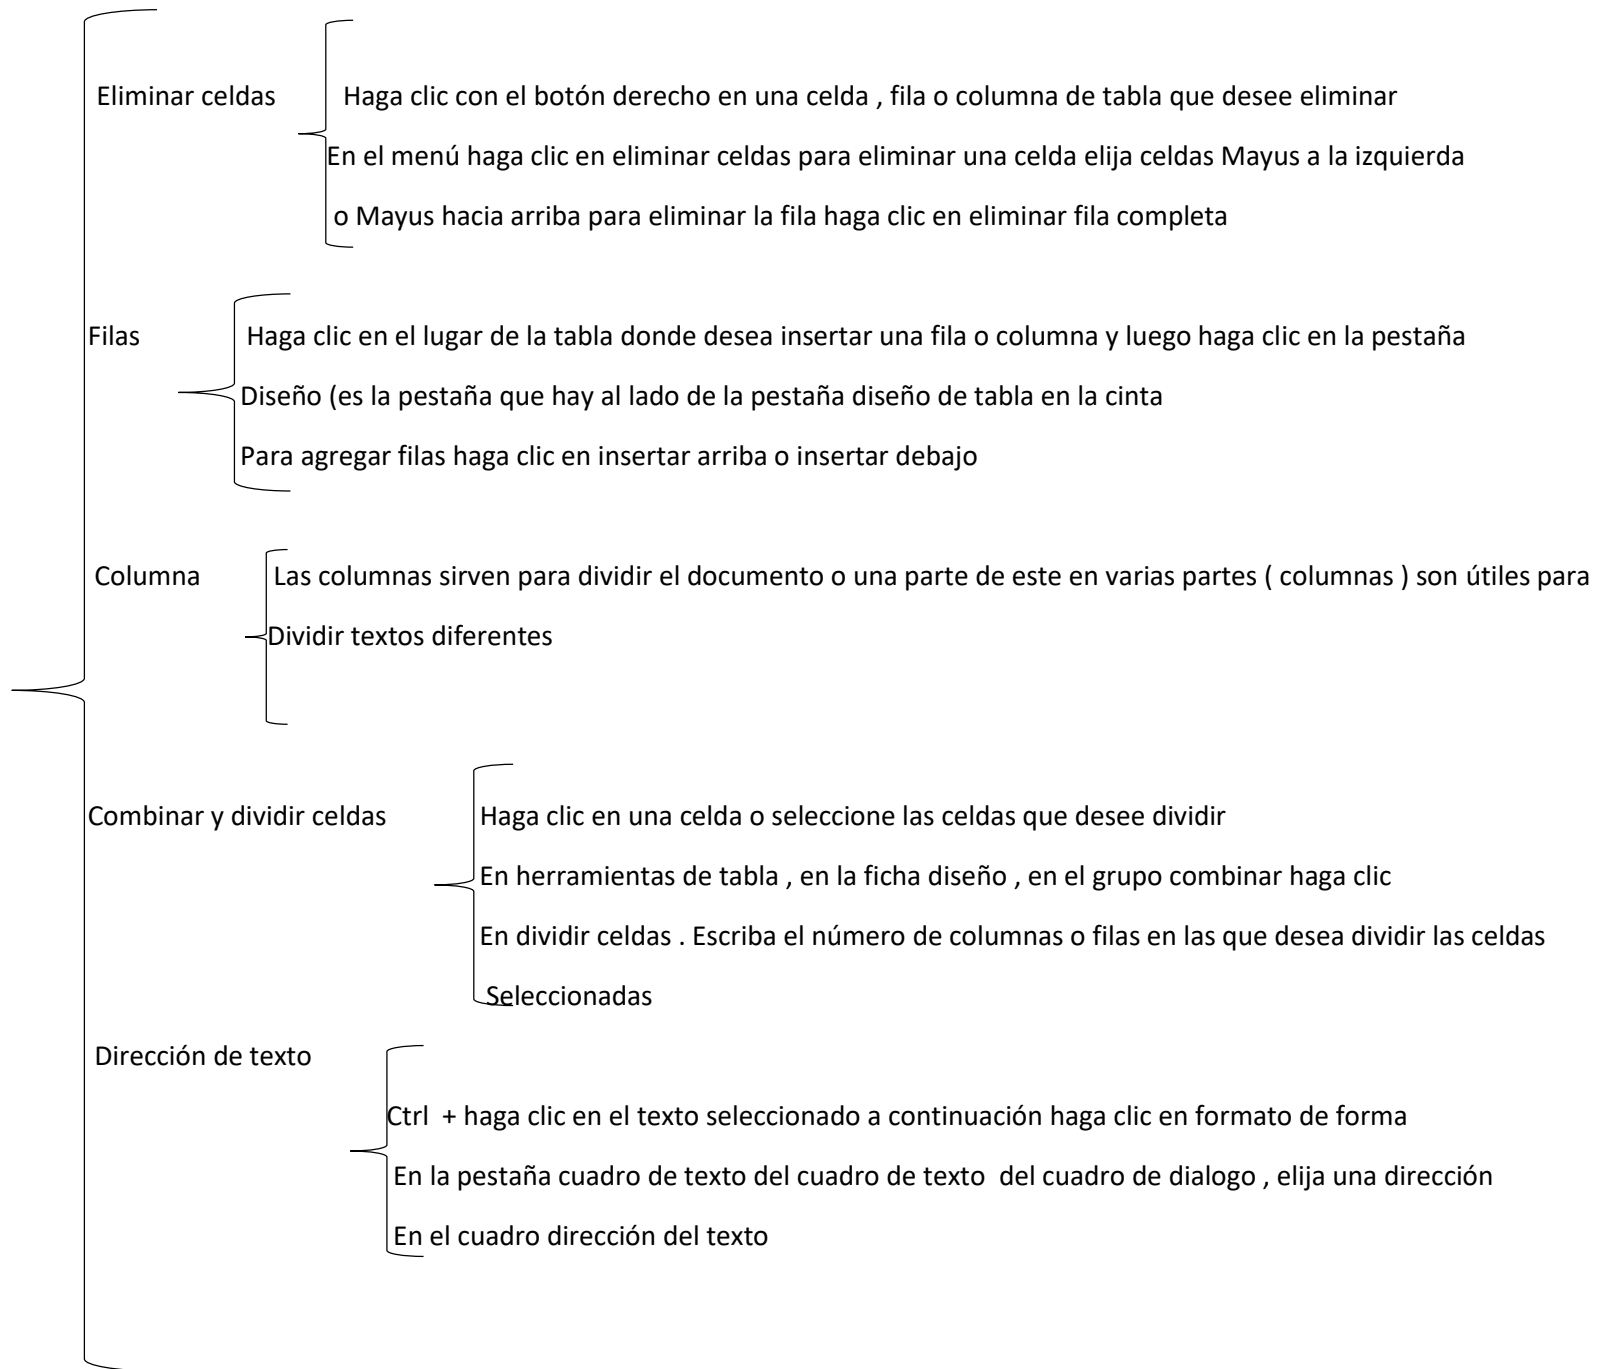 Eliminar celdas Haga clic con el botón derecho en una celda , fila o columna de tabla que desee eliminar
En el menú haga clic en eliminar celdas para eliminar una celda elija celdas Mayus a la izquierda
o Mayus hacia arriba para eliminar la fila haga clic en eliminar fila completa
Filas Haga clic en el lugar de la tabla donde desea insertar una fila o columna y luego haga clic en la pestaña
Diseño (es la pestaña que hay al lado de la pestaña diseño de tabla en la cinta
Para agregar filas haga clic en insertar arriba o insertar debajo
Columna Las columnas sirven para dividir el documento o una parte de este en varias partes ( columnas ) son útiles para
Dividir textos diferentes
Combinar y dividir celdas Haga clic en una celda o seleccione las celdas que desee dividir
En herramientas de tabla , en la ficha diseño , en el grupo combinar haga clic
En dividir celdas . Escriba el número de columnas o filas en las que desea dividir las celdas
Seleccionadas
Dirección de texto
Ctrl + haga clic en el texto seleccionado a continuación haga clic en formato de forma
En la pestaña cuadro de texto del cuadro de texto del cuadro de dialogo , elija una dirección
En el cuadro dirección del texto